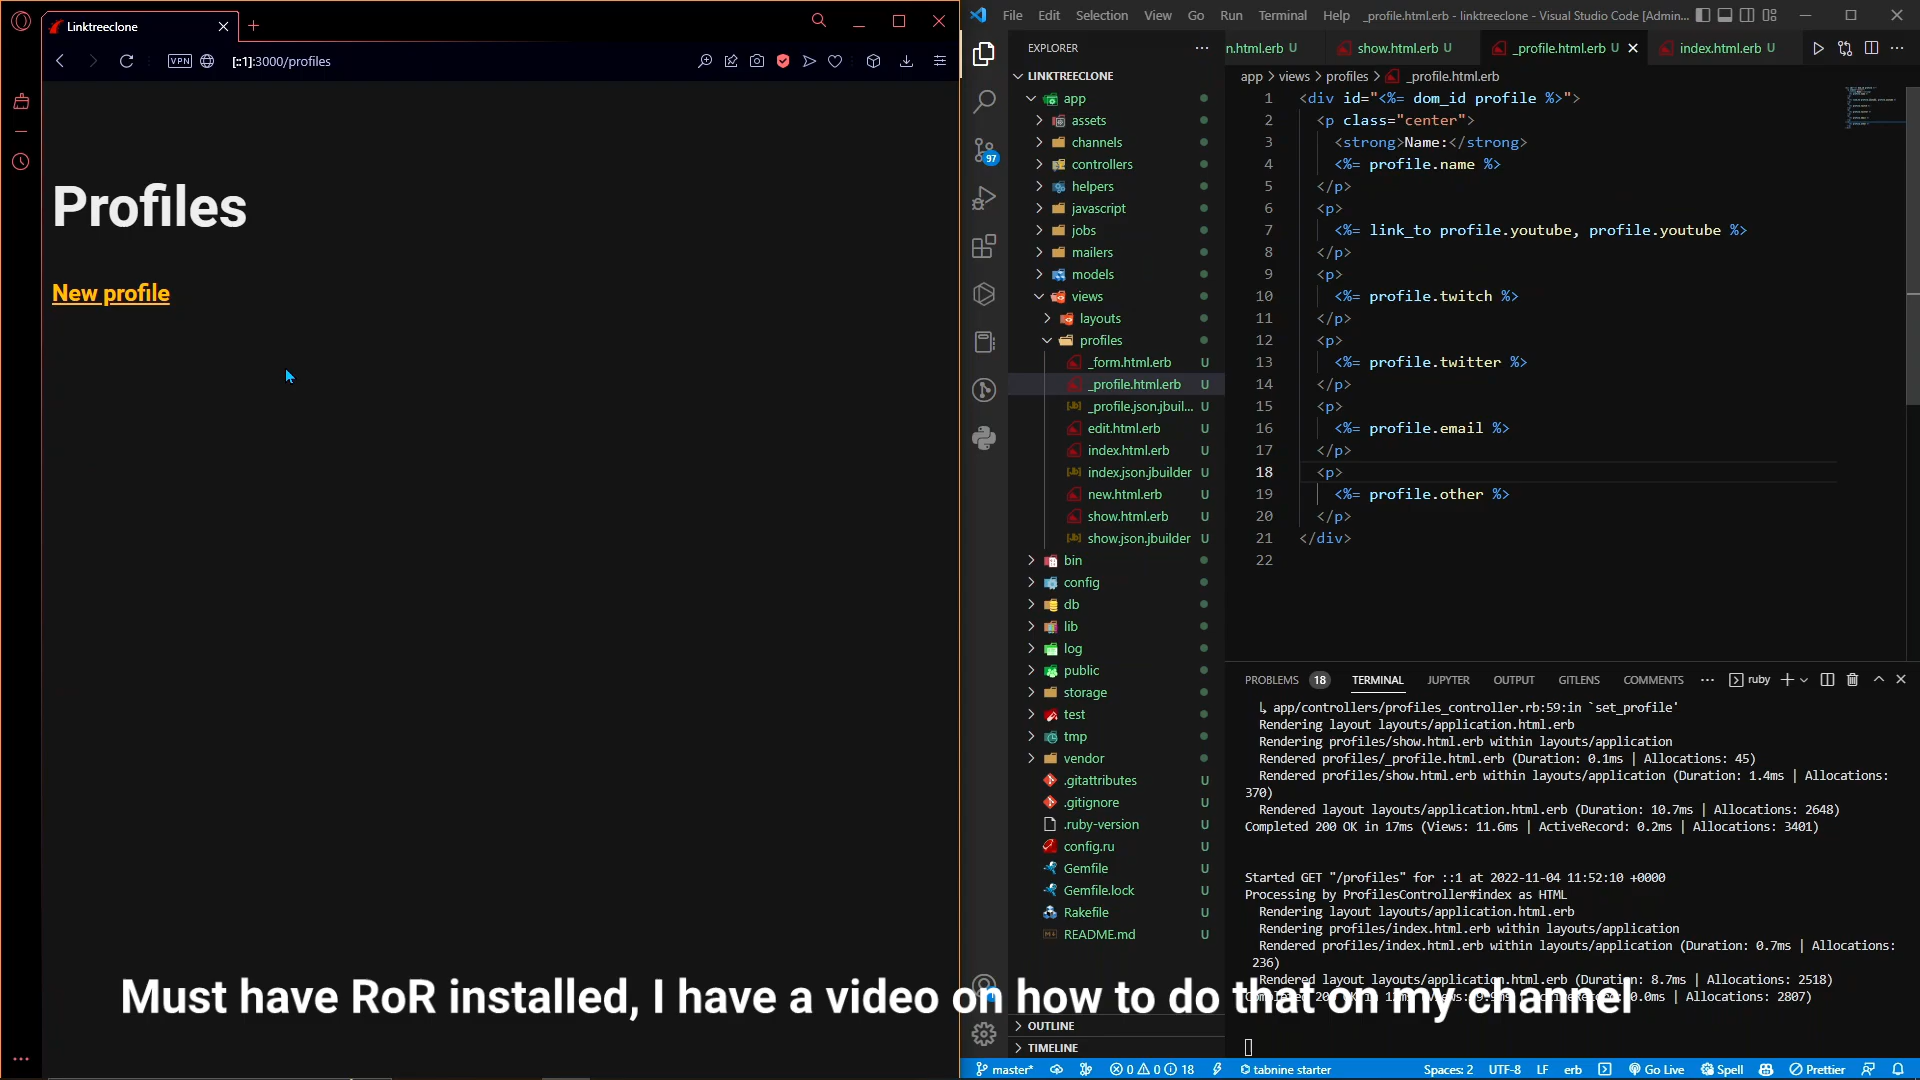 Linktreeclone
VPN
[::1]:3000/profiles
Profiles
New profile
File Edit Selection View Go Run Terminal Help
_profile.html.erb - linktreeclone - Visual Studio Code [Admin...
EXPLORER
n.html.erb U
show.html.erb U
_profile.html.erb U
index.html.erb U
app > views > profiles > _profile.html.erb
LINKTREECLONE
app
assets
channels
controllers
helpers
javascript
jobs
mailers
models
views
layouts
profiles
_form.html.erb U
_profile.html.erb U
_profile.json.jbuil... U
edit.html.erb U
index.html.erb U
index.json.jbuilder U
new.html.erb U
show.html.erb U
show.json.jbuilder U
bin
config
db
lib
log
public
storage
test
tmp
vendor
.gitattributes U
.gitignore U
.ruby-version U
config.ru U
Gemfile U
Gemfile.lock U
Rakefile U
README.md U
OUTLINE
TIMELINE
97
1 <div id="<%= dom_id profile %>">
2 <p class="center">
3 <strong>Name:</strong>
4 <%= profile.name %>
5 </p>
6 <p>
7 <%= link_to profile.youtube, profile.youtube %>
8 </p>
9 <p>
10 <%= profile.twitch %>
11 </p>
12 <p>
13 <%= profile.twitter %>
14 </p>
15 <p>
16 <%= profile.email %>
17 </p>
18 <p>
19 <%= profile.other %>
20 </p>
21 </div>
22
PROBLEMS 18 TERMINAL JUPYTER OUTPUT GITLENS COMMENTS ruby
↳ app/controllers/profiles_controller.rb:59:in `set_profile'
Rendering layout layouts/application.html.erb
Rendering profiles/show.html.erb within layouts/application
Rendered profiles/_profile.html.erb (Duration: 0.1ms | Allocations: 45)
Rendered profiles/show.html.erb within layouts/application (Duration: 1.4ms | Allocations:
370)
Rendered layout layouts/application.html.erb (Duration: 10.7ms | Allocations: 2648)
Completed 200 OK in 17ms (Views: 11.6ms | ActiveRecord: 0.2ms | Allocations: 3401)
Started GET "/profiles" for ::1 at 2022-11-04 11:52:10 +0000
Processing by ProfilesController#index as HTML
Rendering layout layouts/application.html.erb
Rendering profiles/index.html.erb within layouts/application
Rendered profiles/index.html.erb within layouts/application (Duration: 0.7ms | Allocations:
236)
Rendered layout layouts/application.html.erb (Duration: 8.7ms | Allocations: 2518)
0.0ms | Allocations: 2807)
Must have RoR installed, I have a video on how to do that on my channel
master* 0 0 18 tabnine starter Spaces: 2 UTF-8 LF erb Go Live Spell Prettier